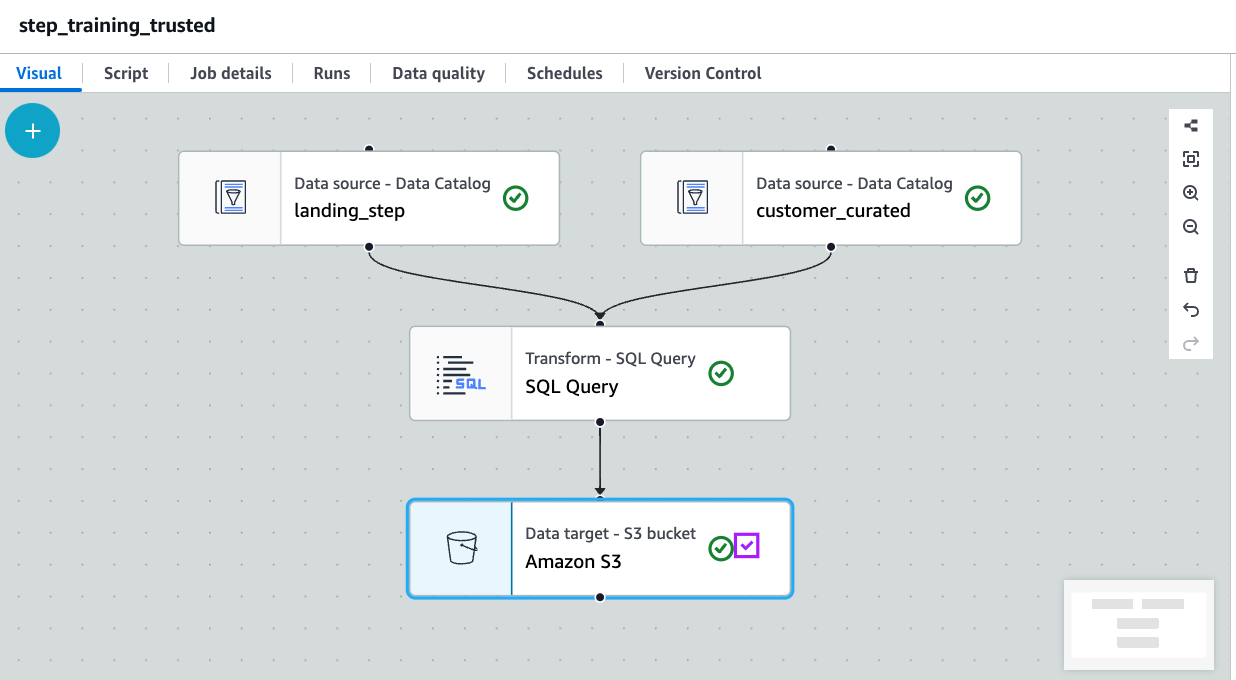 step_training_trusted
Visual
Script
Job details
Runs
Data quality
Schedules
Version Control
Data source - Data Catalog
landing_step
Data source - Data Catalog
customer_curated
SQL
Transform - SQL Query
SQL Query
Data target - S3 bucket
Amazon S3